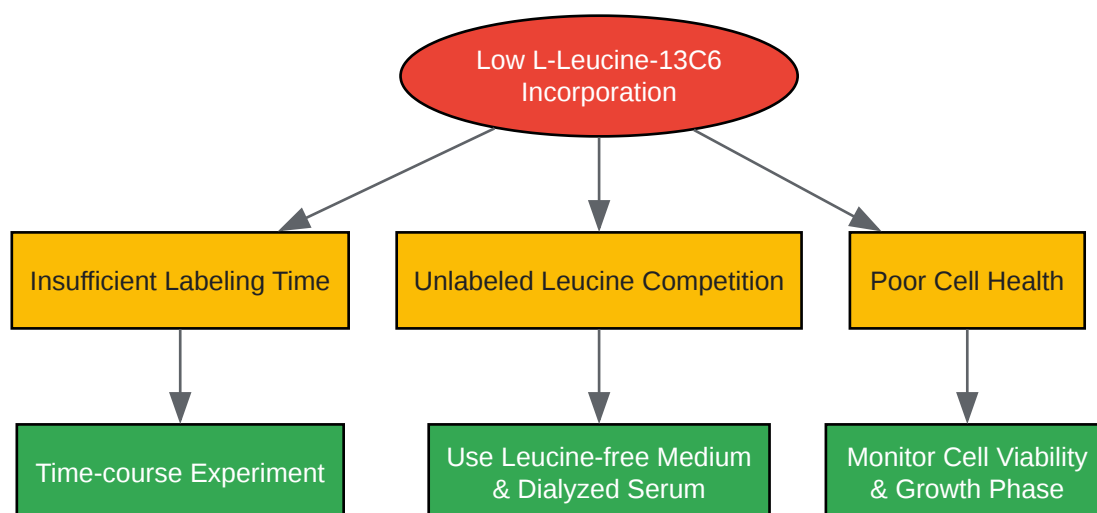 Low L-Leucine-13C6
Incorporation
Insufficient Labeling Time
Unlabeled Leucine Competition
Poor Cell Health
Time-course Experiment
Use Leucine-free Medium
& Dialyzed Serum
Monitor Cell Viability
& Growth Phase